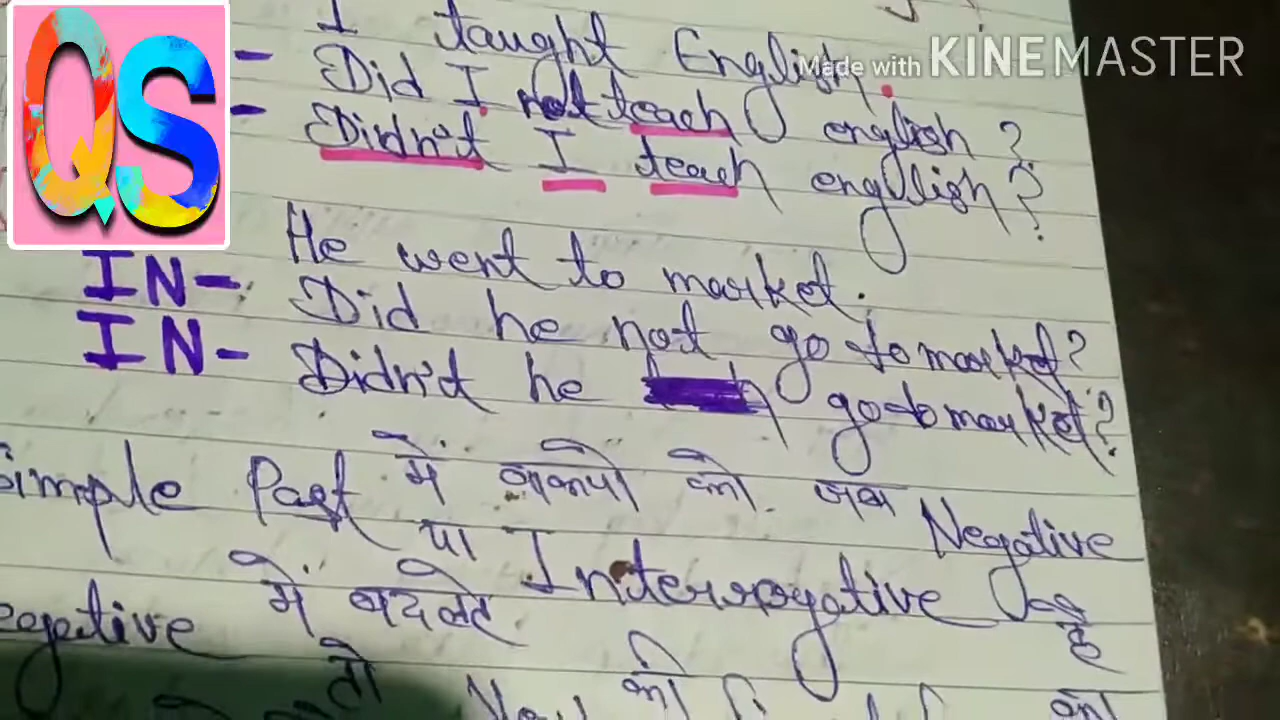 QS
Made with KINEMASTER
I taught English.
- Did I not teach english?
- Didn't I teach english?
He went to market.
IN- Did he not go to market?
IN- Didn't he go to market?
Simple Past में वाक्यो को जब Negative
या Interrogative
Negative में बदलते है
तो की को